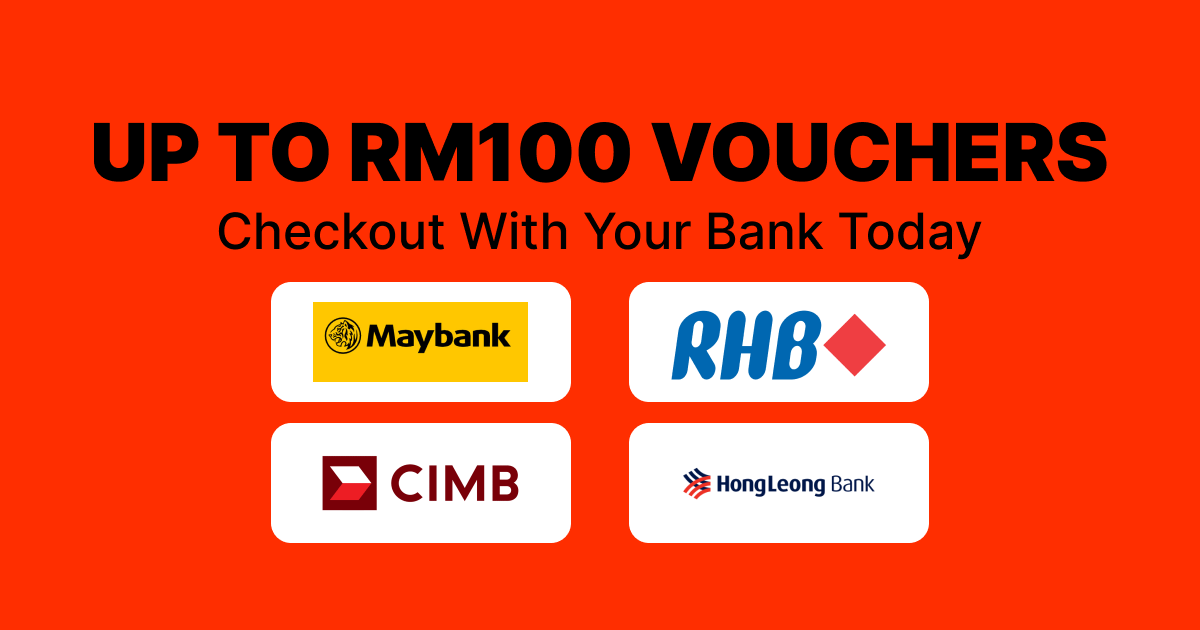 UP TO RM100 VOUCHERS
Checkout With Your Bank Today
Maybank
RHB
CIMB
HongLeong Bank